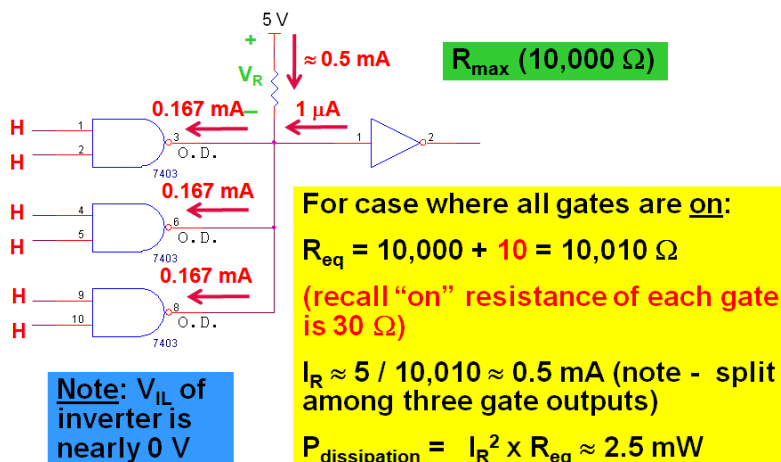 5 V
+
≈ 0.5 mA
R_max (10,000 Ω)
V_R
0.167 mA
–
1 μA
H
1
3
1
2
H
2
O.D.
7403
0.167 mA
H
4
6
H
5
O.D.
7403
0.167 mA
H
9
8
H
10
O.D.
7403
For case where all gates are on:
R_eq = 10,000 + 10 = 10,010 Ω
(recall “on” resistance of each gate
is 30 Ω)
I_R ≈ 5 / 10,010 ≈ 0.5 mA (note - split
among three gate outputs)
P_dissipation = I_R² x R_eq ≈ 2.5 mW
Note: V_IL of
inverter is
nearly 0 V